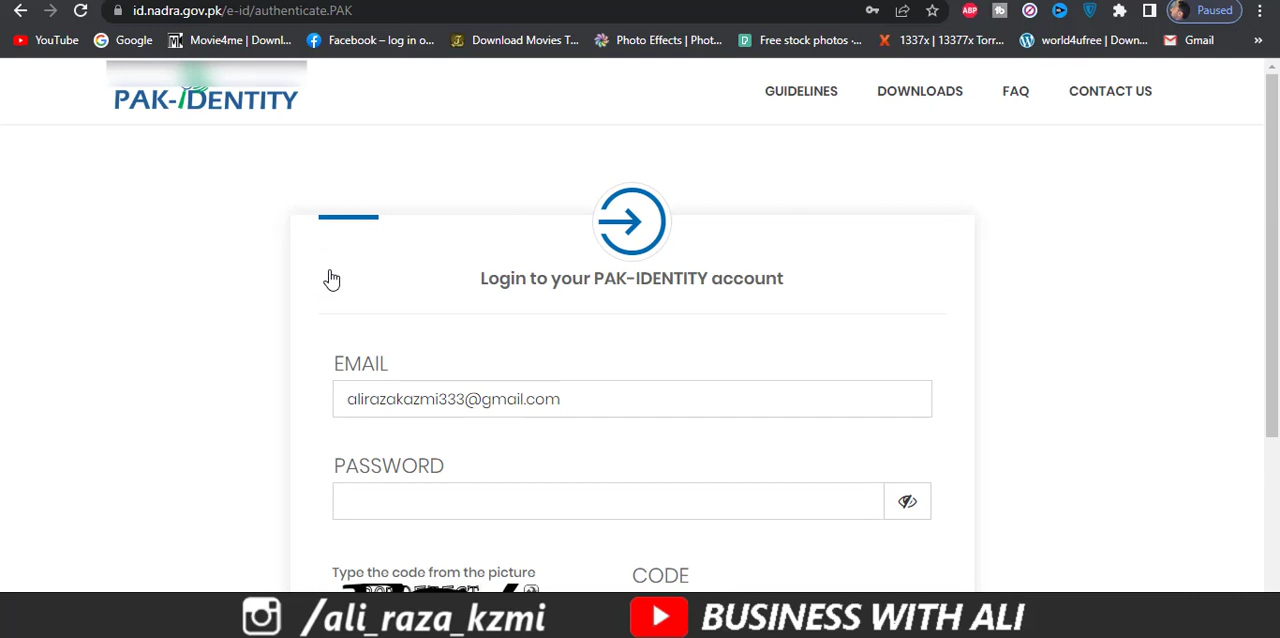 id.nadra.gov.pk/e-id/authenticate.PAK
ABP
Paused
YouTube
Google
Movie4me | Downl...
Facebook – log in o...
Download Movies T...
Photo Effects | Phot...
Free stock photos ·...
1337x | 13377x Torr...
world4ufree | Down...
Gmail
»
PAK-iDENTITY
GUIDELINES
DOWNLOADS
FAQ
CONTACT US
Login to your PAK-IDENTITY account
EMAIL
alirazakazmi333@gmail.com
PASSWORD
Type the code from the picture
CODE
/ali_raza_kzmi
BUSINESS WITH ALI